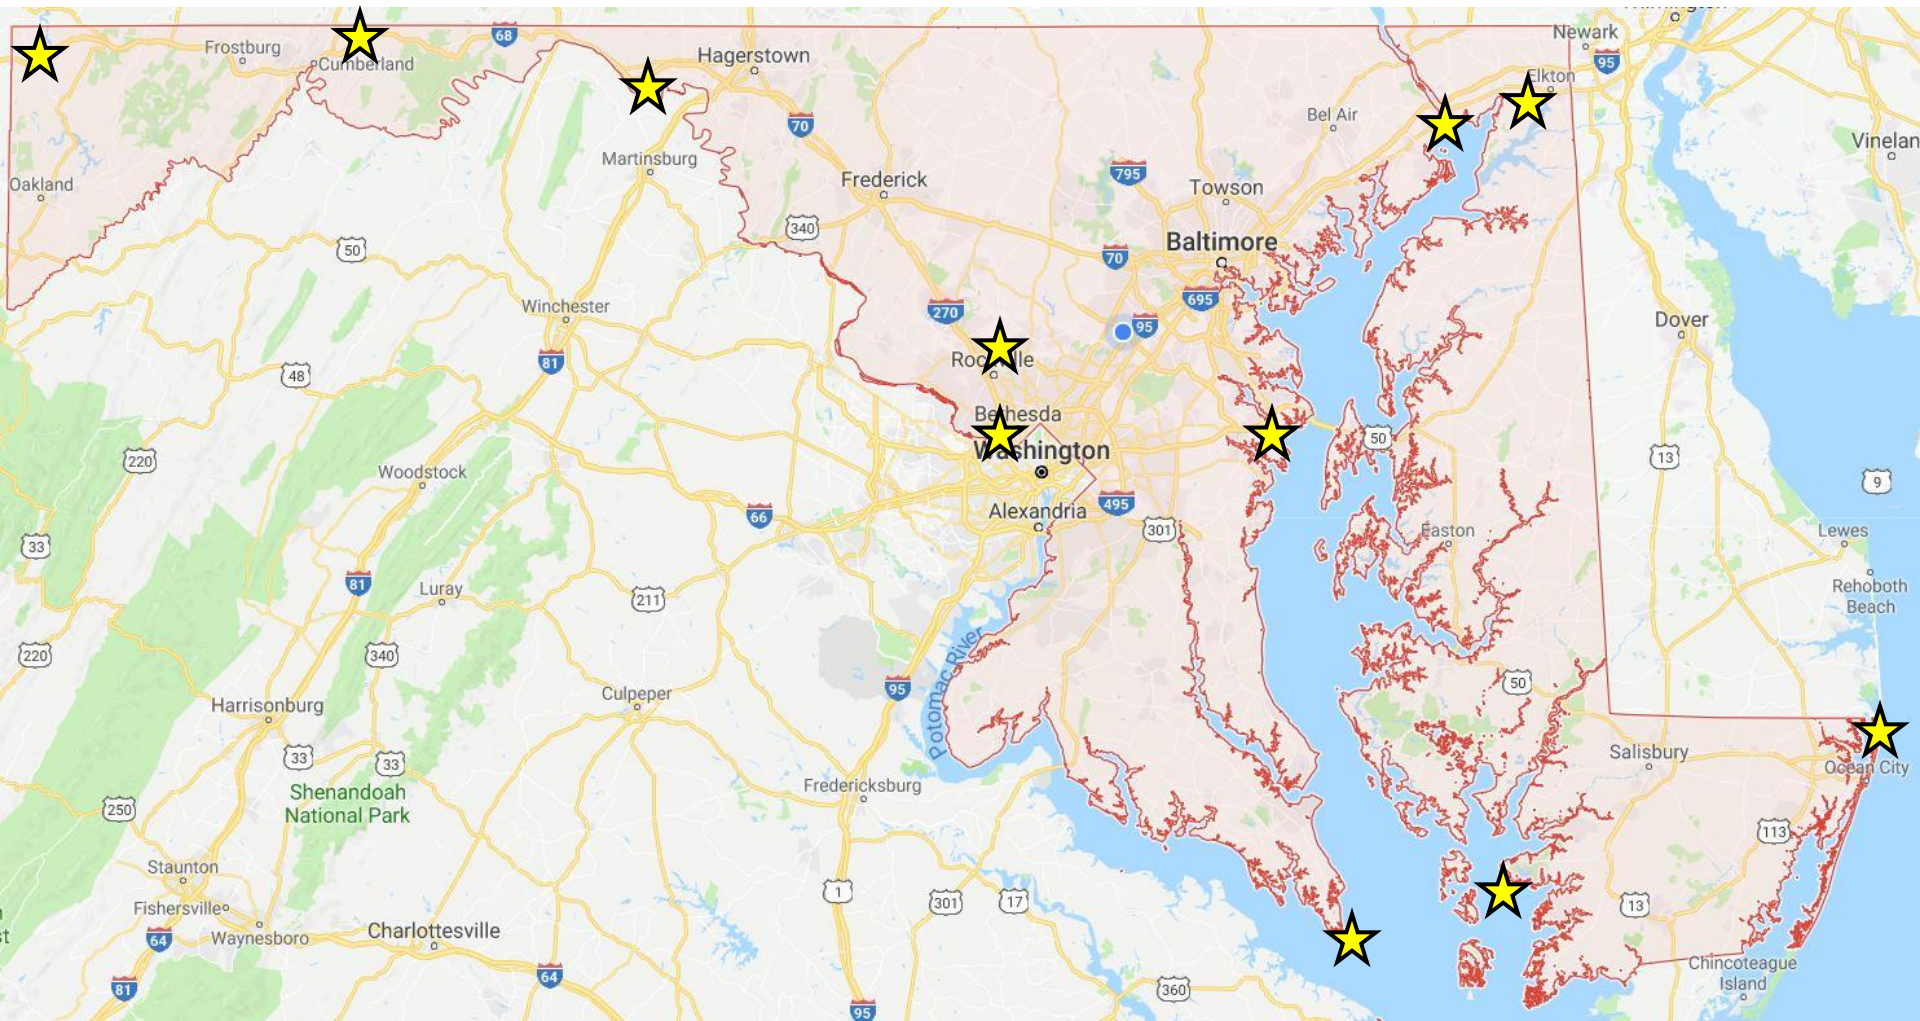 Newark
Frostburg
68
Cumberland
Hagerstown
95
Elkton
70
Bel Air
Vinelan
Martinsburg
795
Frederick
Towson
Oakland
340
Baltimore
50
70
695
Winchester
270
95
Dover
81
48
Bethesda
50
Washington
220
13
Woodstock
9
495
66
Alexandria
301
Easton
Lewes
33
81
Luray
211
Rehoboth
Beach
220
340
Potomac River
95
50
Culpeper
Harrisonburg
33
33
Salisbury
Ocean City
Shenandoah
National Park
Fredericksburg
250
113
Staunton
1
301
17
13
Fishersville
64
Waynesboro
Charlottesville
Chincoteague
Island
81
64
360
95